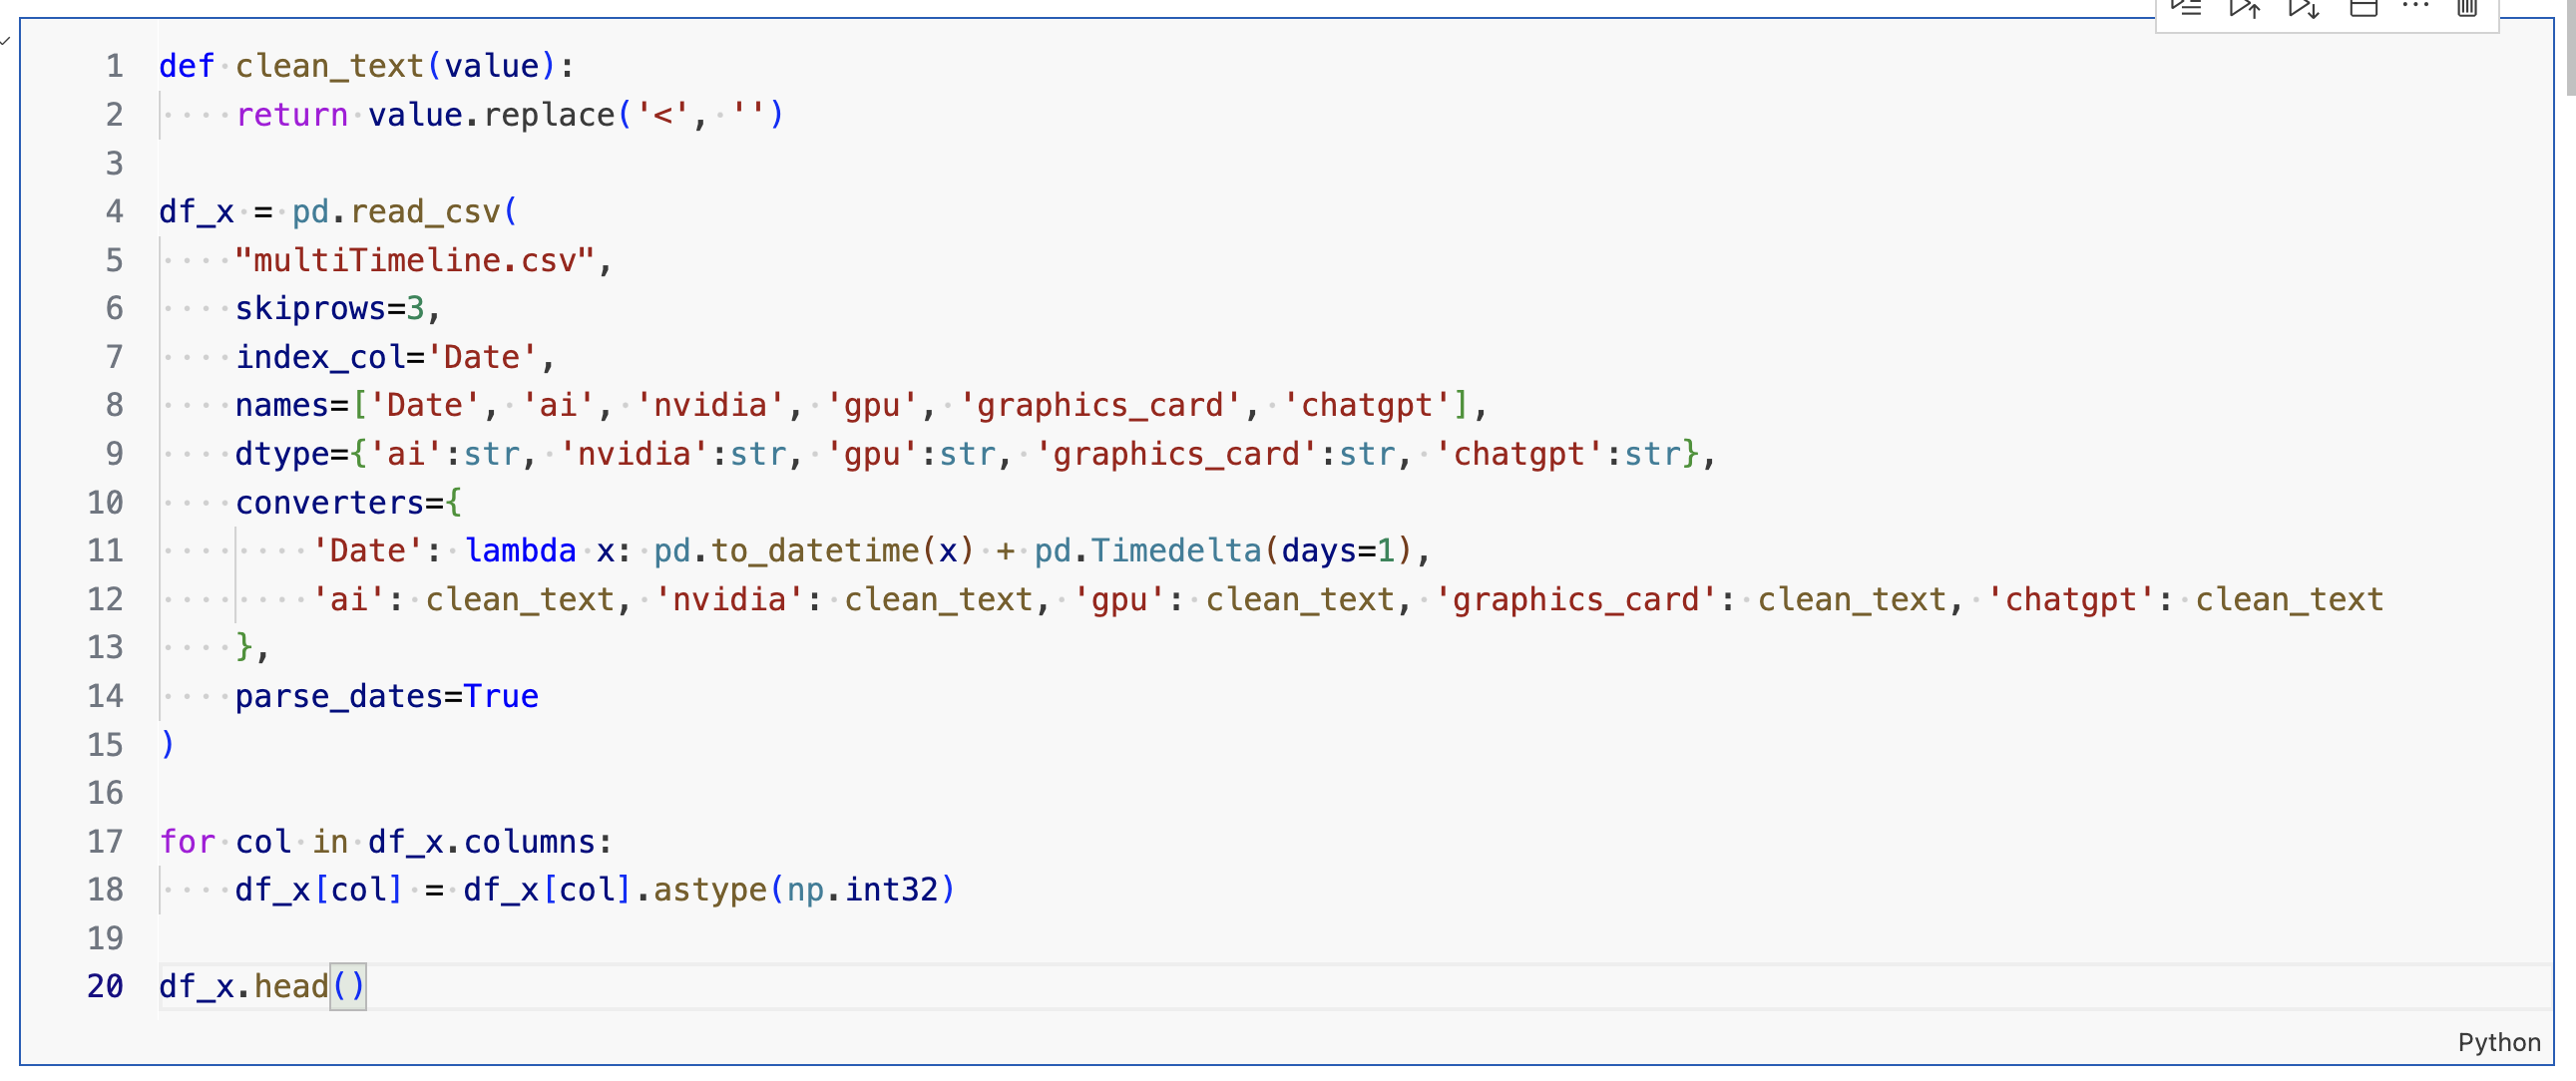 1 def clean_text(value):
2     return value.replace('<', '')
3
4 df_x = pd.read_csv(
5     "multiTimeline.csv",
6     skiprows=3,
7     index_col='Date',
8     names=['Date', 'ai', 'nvidia', 'gpu', 'graphics_card', 'chatgpt'],
9     dtype={'ai':str, 'nvidia':str, 'gpu':str, 'graphics_card':str, 'chatgpt':str},
10     converters={
11         'Date': lambda x: pd.to_datetime(x) + pd.Timedelta(days=1),
12         'ai': clean_text, 'nvidia': clean_text, 'gpu': clean_text, 'graphics_card': clean_text, 'chatgpt': clean_text
13     },
14     parse_dates=True
15 )
16
17 for col in df_x.columns:
18     df_x[col] = df_x[col].astype(np.int32)
19
20 df_x.head()
Python